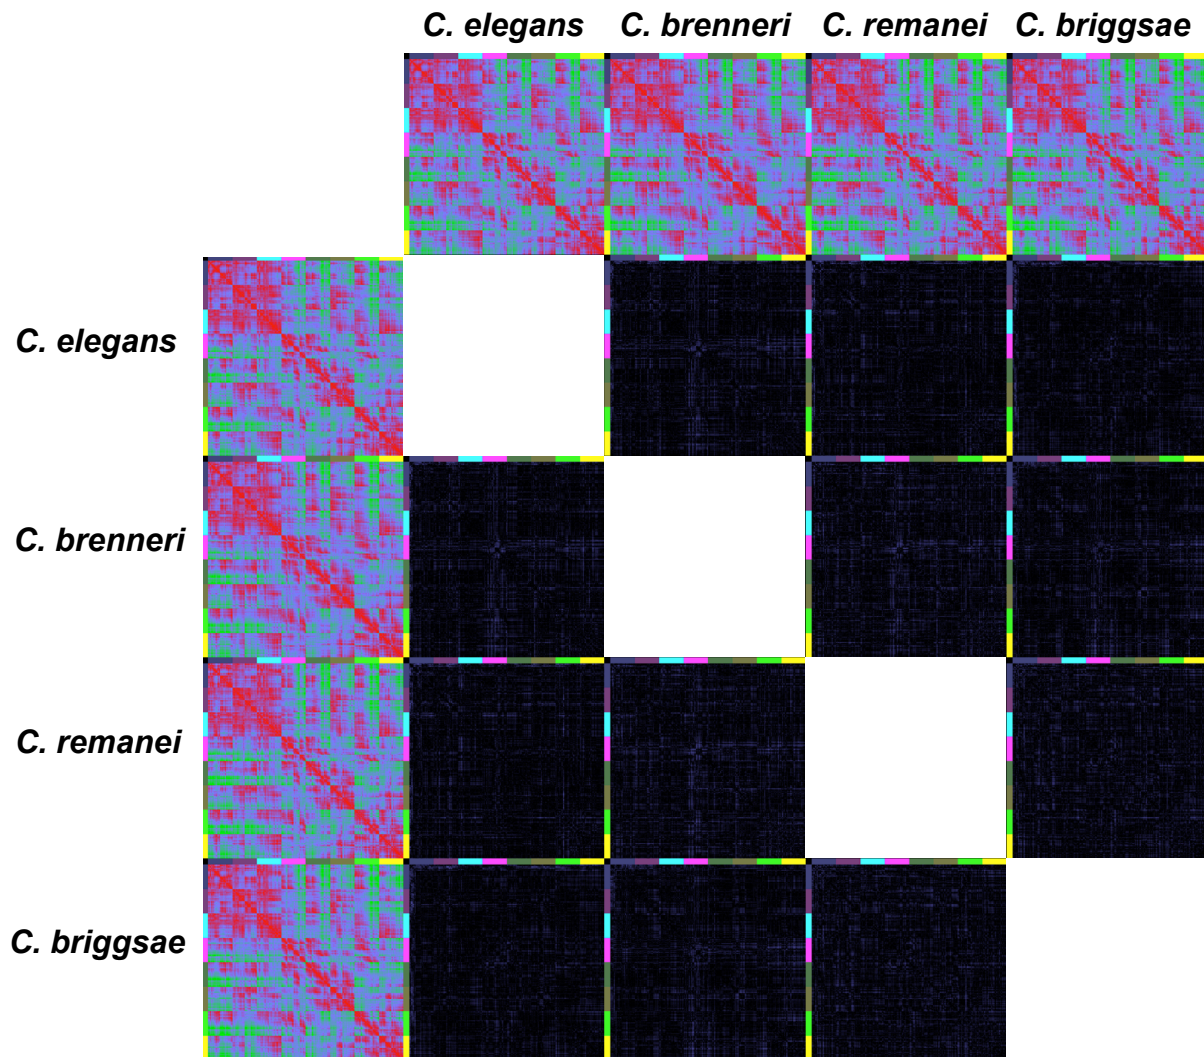 C. elegans C. brenneri C. remanei C. briggsae
C. elegans
C. brenneri
C. remanei
C. briggsae